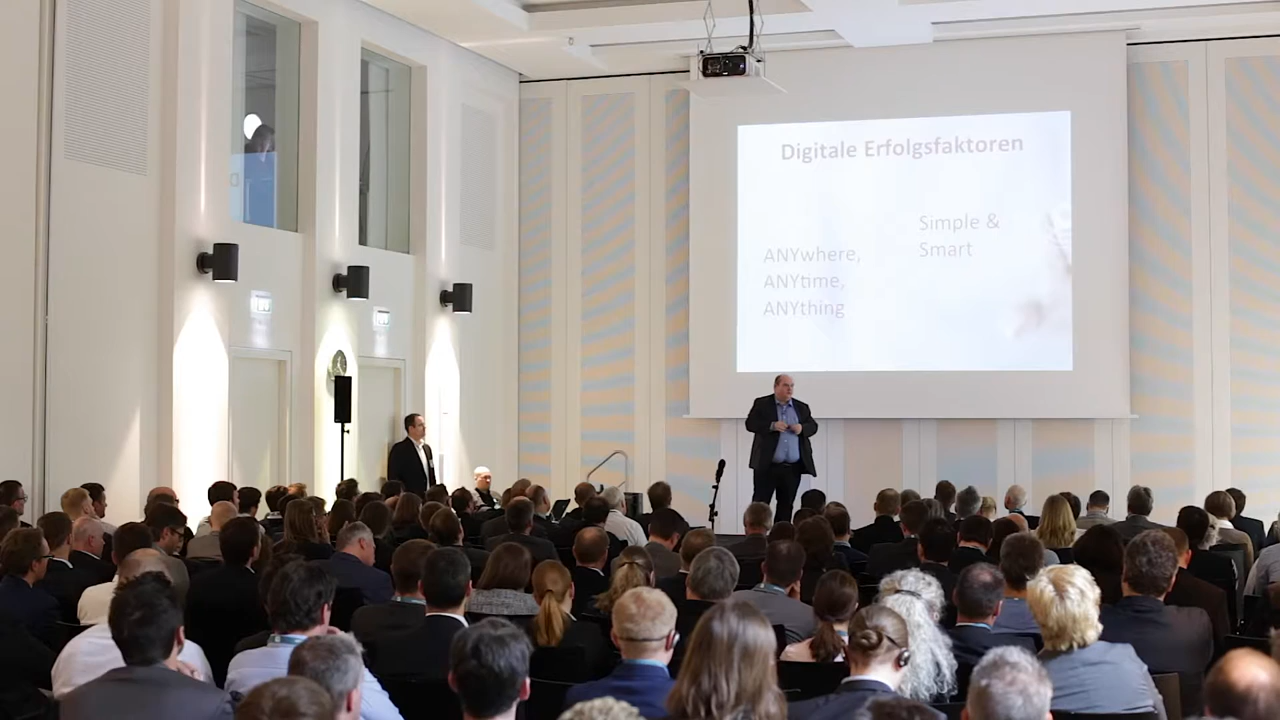 Digitale Erfolgsfaktoren
Simple &
Smart
ANYwhere,
ANYtime,
ANYthing